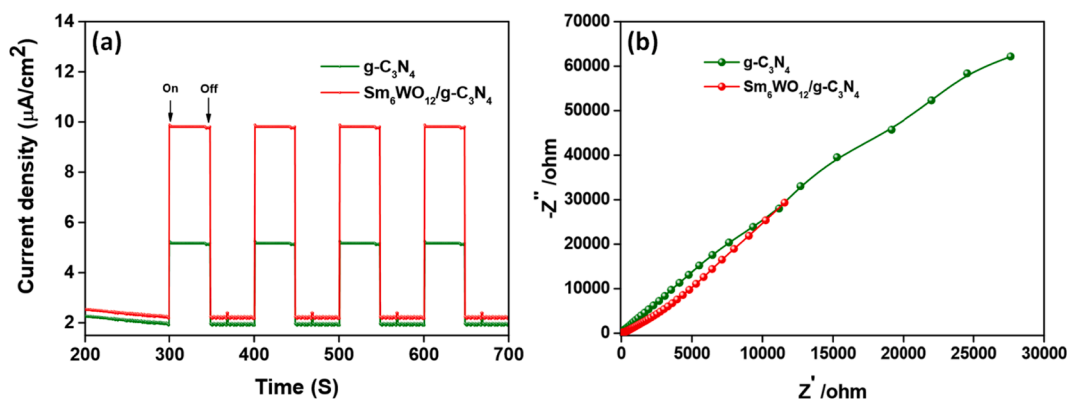 (a)
g-C₃N₄
Sm₆WO₁₂/g-C₃N₄
On Off
Current density (μA/cm²)
14
12
10
8
6
4
2
200 300 400 500 600 700
Time (S)
(b)
g-C₃N₄
Sm₆WO₁₂/g-C₃N₄
-Z'' /ohm
70000
60000
50000
40000
30000
20000
10000
0
0 5000 10000 15000 20000 25000 30000
Z' /ohm